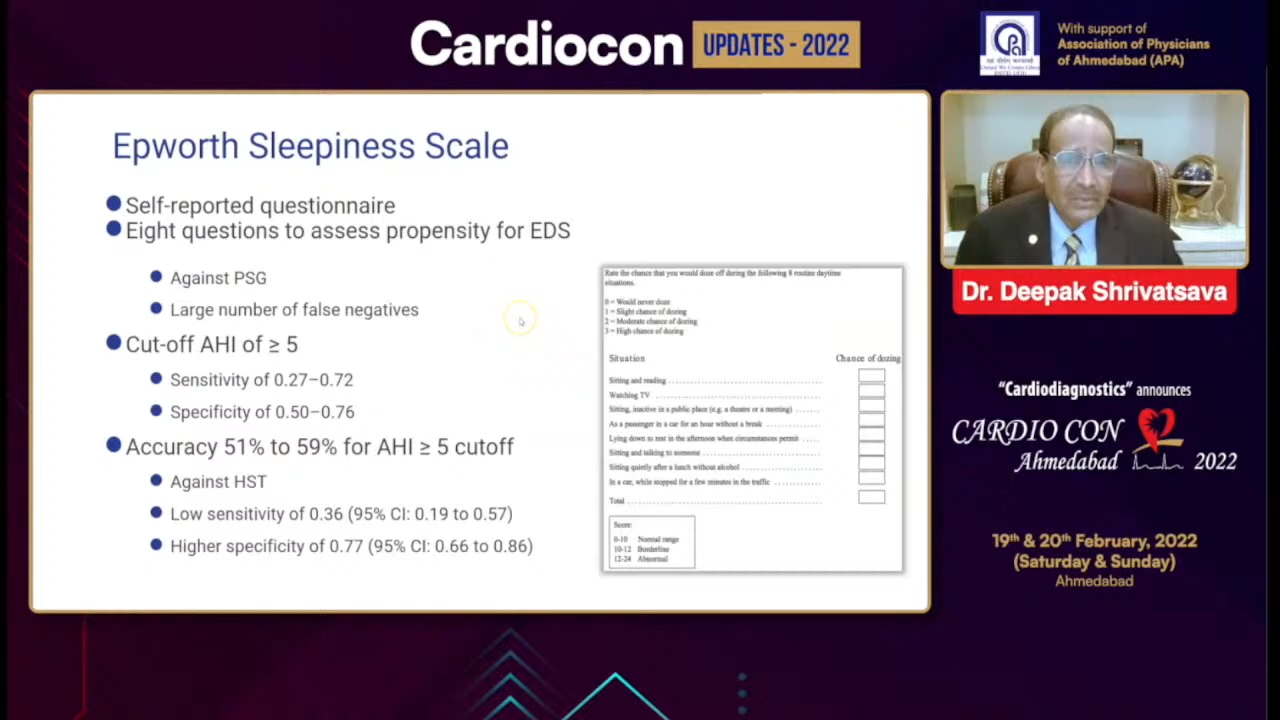 Cardiocon
UPDATES - 2022
With support of
Association of Physicians
of Ahmedabad (APA)
Epworth Sleepiness Scale
Self-reported questionnaire
Eight questions to assess propensity for EDS
Against PSG
Large number of false negatives
Cut-off AHI of ≥ 5
Sensitivity of 0.27–0.72
Specificity of 0.50–0.76
Accuracy 51% to 59% for AHI ≥ 5 cutoff
Against HST
Low sensitivity of 0.36 (95% CI: 0.19 to 0.57)
Higher specificity of 0.77 (95% CI: 0.66 to 0.86)
Rate the chance that you would doze off during the following 8 routine daytime
situations.
0 = Would never doze
1 = Slight chance of dozing
2 = Moderate chance of dozing
3 = High chance of dozing
Situation Chance of dozing
Sitting and reading
Watching TV
Sitting, inactive in a public place (e.g. a theatre or a meeting)
As a passenger in a car for an hour without a break
Lying down to rest in the afternoon when circumstances permit
Sitting and talking to someone
Sitting quietly after a lunch without alcohol
In a car, while stopped for a few minutes in the traffic
Total
Score:
0-10 Normal range
10-12 Borderline
12-24 Abnormal
Dr. Deepak Shrivatsava
“Cardiodiagnostics” announces
CARDIO CON
Ahmedabad 2022
19th & 20th February, 2022
(Saturday & Sunday)
Ahmedabad